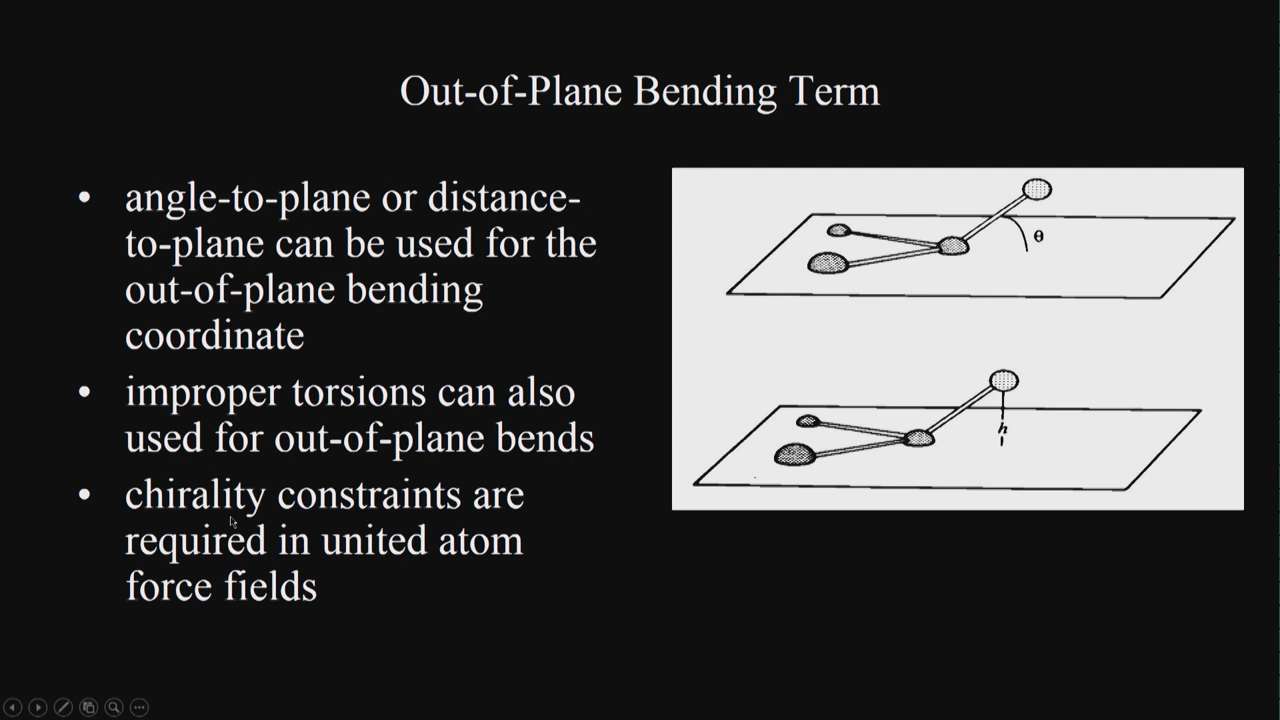 Out-of-Plane Bending Term
• angle-to-plane or distance-
to-plane can be used for the
out-of-plane bending
coordinate
• improper torsions can also
used for out-of-plane bends
• chirality constraints are
required in united atom
force fields
θ
h